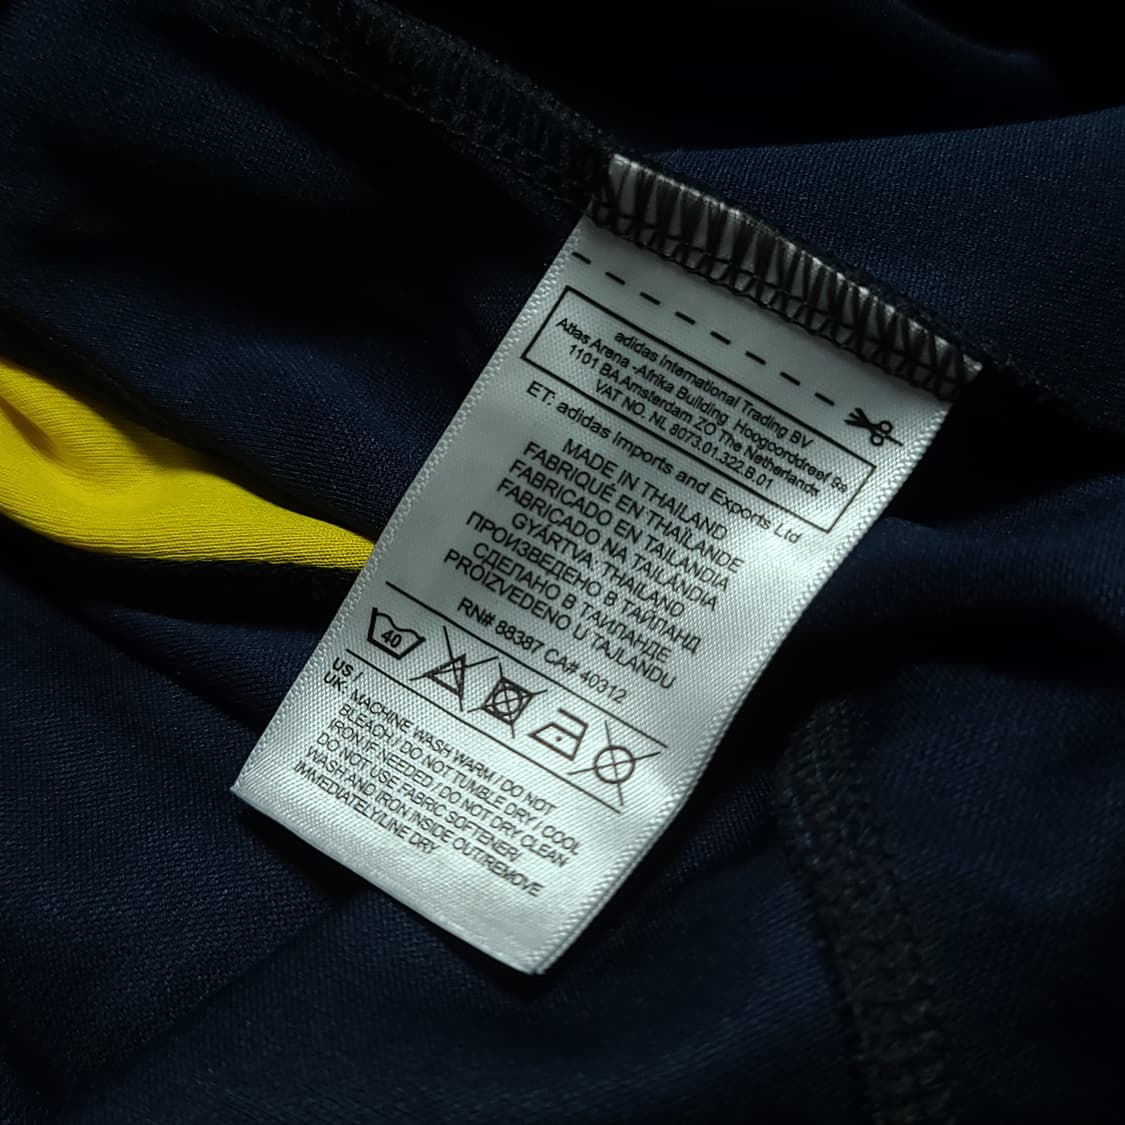 adidas International Trading BV
Atlas Arena -Afrika Building, Hoogoorddreef 9a
1101 BA Amsterdam ZO The Netherlands
VAT NO. NL 8073.01.322.B.01
ET: adidas Imports and Exports Ltd
MADE IN THAILAND
FABRIQUÉ EN THAÏLANDE
FABRICADO EN TAILANDIA
FABRICADO NA TAILÂNDIA
GYÁRTVA, THAILAND
ПРОИЗВЕДЕНО В ТАЙЛАНД
СДЕЛАНО В ТАИЛАНДЕ,
PROIZVEDENO U TAJLANDU
RN# 88387 CA# 40312
40
US /
UK: MACHINE WASH WARM / DO NOT
BLEACH / DO NOT TUMBLE DRY / COOL
IRON IF NEEDED / DO NOT DRY CLEAN
DO NOT USE FABRIC SOFTENER/
WASH AND IRON INSIDE OUT/REMOVE
IMMEDIATELY/LINE DRY